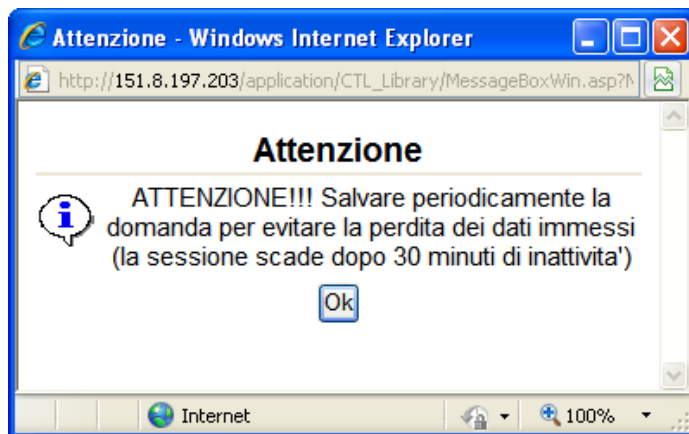 Attenzione - Windows Internet Explorer
http://151.8.197.203/application/CTL_Library/MessageBoxWin.asp?
Attenzione
ATTENZIONE!!! Salvare periodicamente la
domanda per evitare la perdita dei dati immessi
(la sessione scade dopo 30 minuti di inattivita')
Ok
Internet
100%